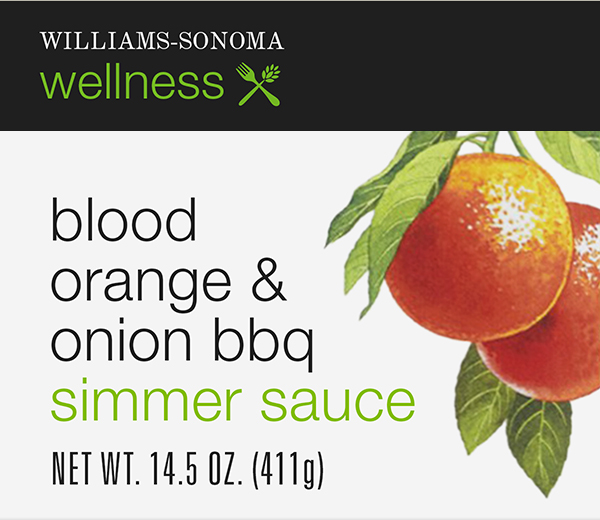 WILLIAMS-SONOMA
wellness
blood
orange &
onion bbq
simmer sauce
NET WT. 14.5 OZ. (411g)